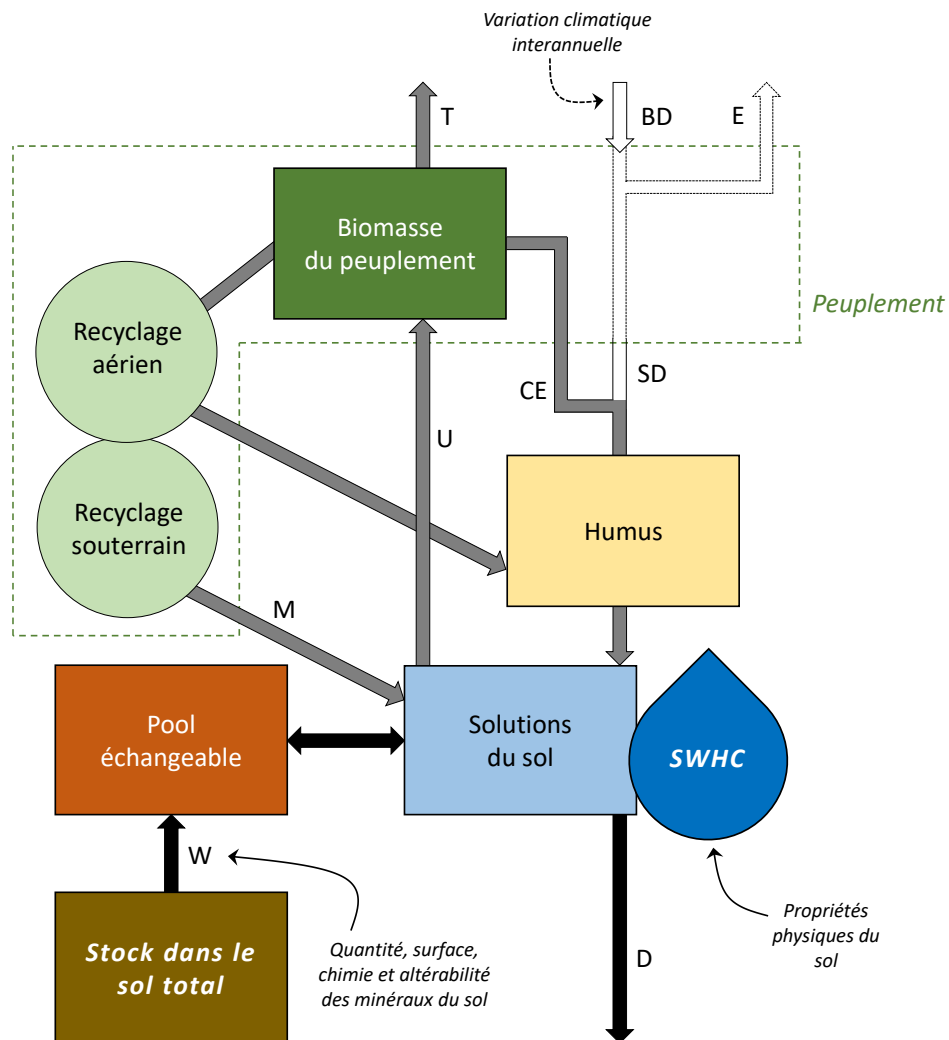 Variation climatique
interannuelle
T
BD
E
Biomasse
du peuplement
Peuplement
Recyclage
aérien
CE
SD
U
Recyclage
souterrain
Humus
M
Pool
échangeable
Solutions
du sol
SWHC
W
Stock dans le
sol total
Quantité, surface,
chimie et altérabilité
des minéraux du sol
D
Propriétés
physiques du
sol